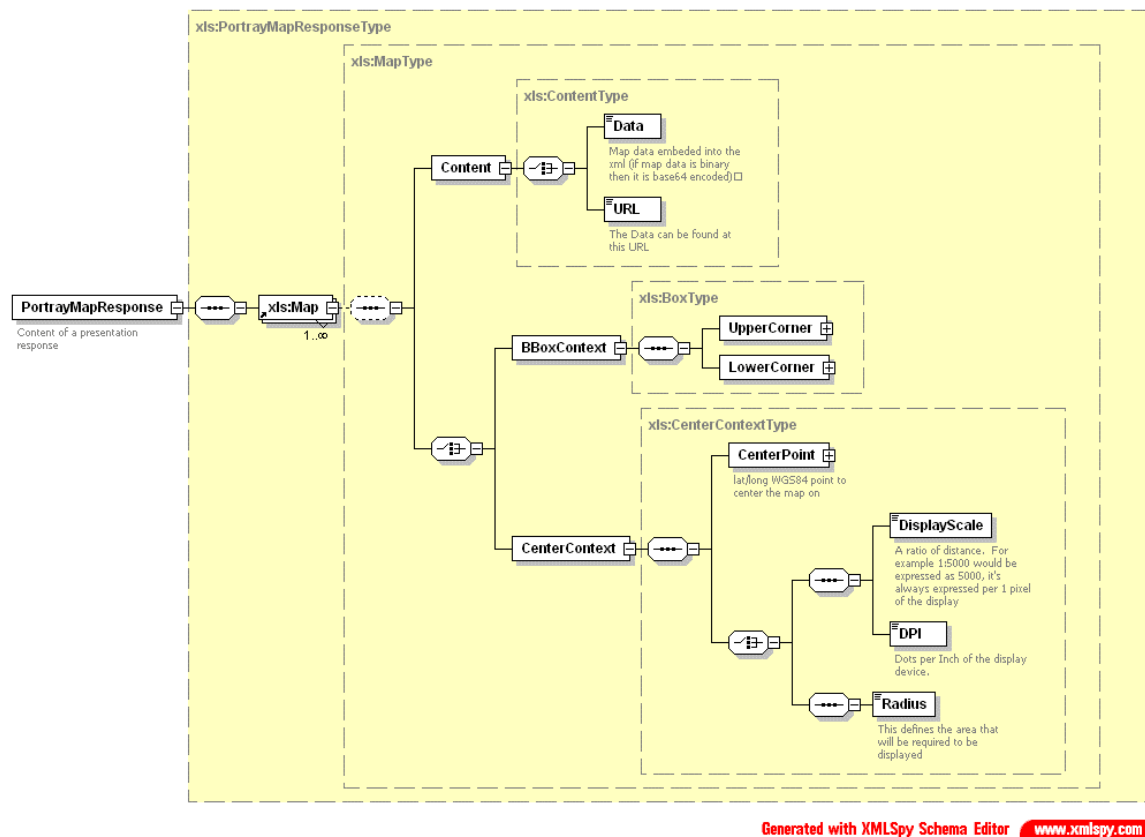 xls:PortrayMapResponseType
xls:MapType
xls:ContentType
Data
Map data embeded into the
xml (if map data is binary
then it is base64 encoded)
Content
URL
The Data can be found at
this URL
PortrayMapResponse
Content of a presentation
response
xls:Map
1..∞
xls:BoxType
UpperCorner
BBoxContext
LowerCorner
xls:CenterContextType
CenterPoint
lat/long WGS84 point to
center the map on
CenterContext
DisplayScale
A ratio of distance. For
example 1:5000 would be
expressed as 5000, it's
always expressed per 1 pixel
of the display
DPI
Dots per Inch of the display
device.
Radius
This defines the area that
will be required to be
displayed
Generated with XMLSpy Schema Editor www.xmlspy.com